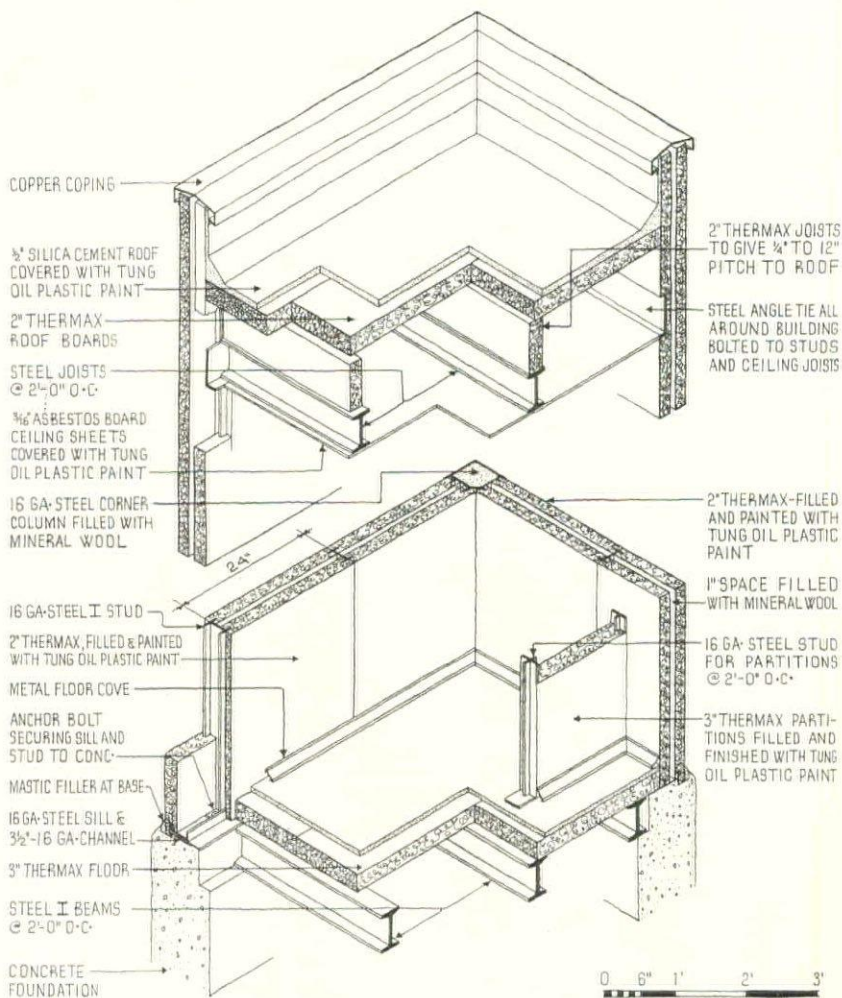 COPPER COPING
½" SILICA CEMENT ROOF
COVERED WITH TUNG
OIL PLASTIC PAINT
2" THERMAX
ROOF BOARDS
STEEL JOISTS
@ 2'-0" O·C·
3/16" ASBESTOS BOARD
CEILING SHEETS
COVERED WITH TUNG
OIL PLASTIC PAINT
16 GA·STEEL CORNER
COLUMN FILLED WITH
MINERAL WOOL
24"
16 GA·STEEL I STUD
2" THERMAX, FILLED & PAINTED
WITH TUNG OIL PLASTIC PAINT
METAL FLOOR COVE
ANCHOR BOLT
SECURING SILL AND
STUD TO CONC·
MASTIC FILLER AT BASE
16 GA·STEEL SILL &
3½"-16 GA·CHANNEL
3" THERMAX FLOOR
STEEL I BEAMS
@ 2'-0" O·C·
CONCRETE
FOUNDATION
2" THERMAX JOISTS
TO GIVE ¼" TO 12"
PITCH TO ROOF
STEEL ANGLE TIE ALL
AROUND BUILDING
BOLTED TO STUDS
AND CEILING JOISTS
2" THERMAX-FILLED
AND PAINTED WITH
TUNG OIL PLASTIC
PAINT
1" SPACE FILLED
WITH MINERAL WOOL
16 GA· STEEL STUD
FOR PARTITIONS
@ 2'-0" O·C·
3" THERMAX PARTI-
TIONS FILLED AND
FINISHED WITH TUNG
OIL PLASTIC PAINT
0 6" 1' 2' 3'